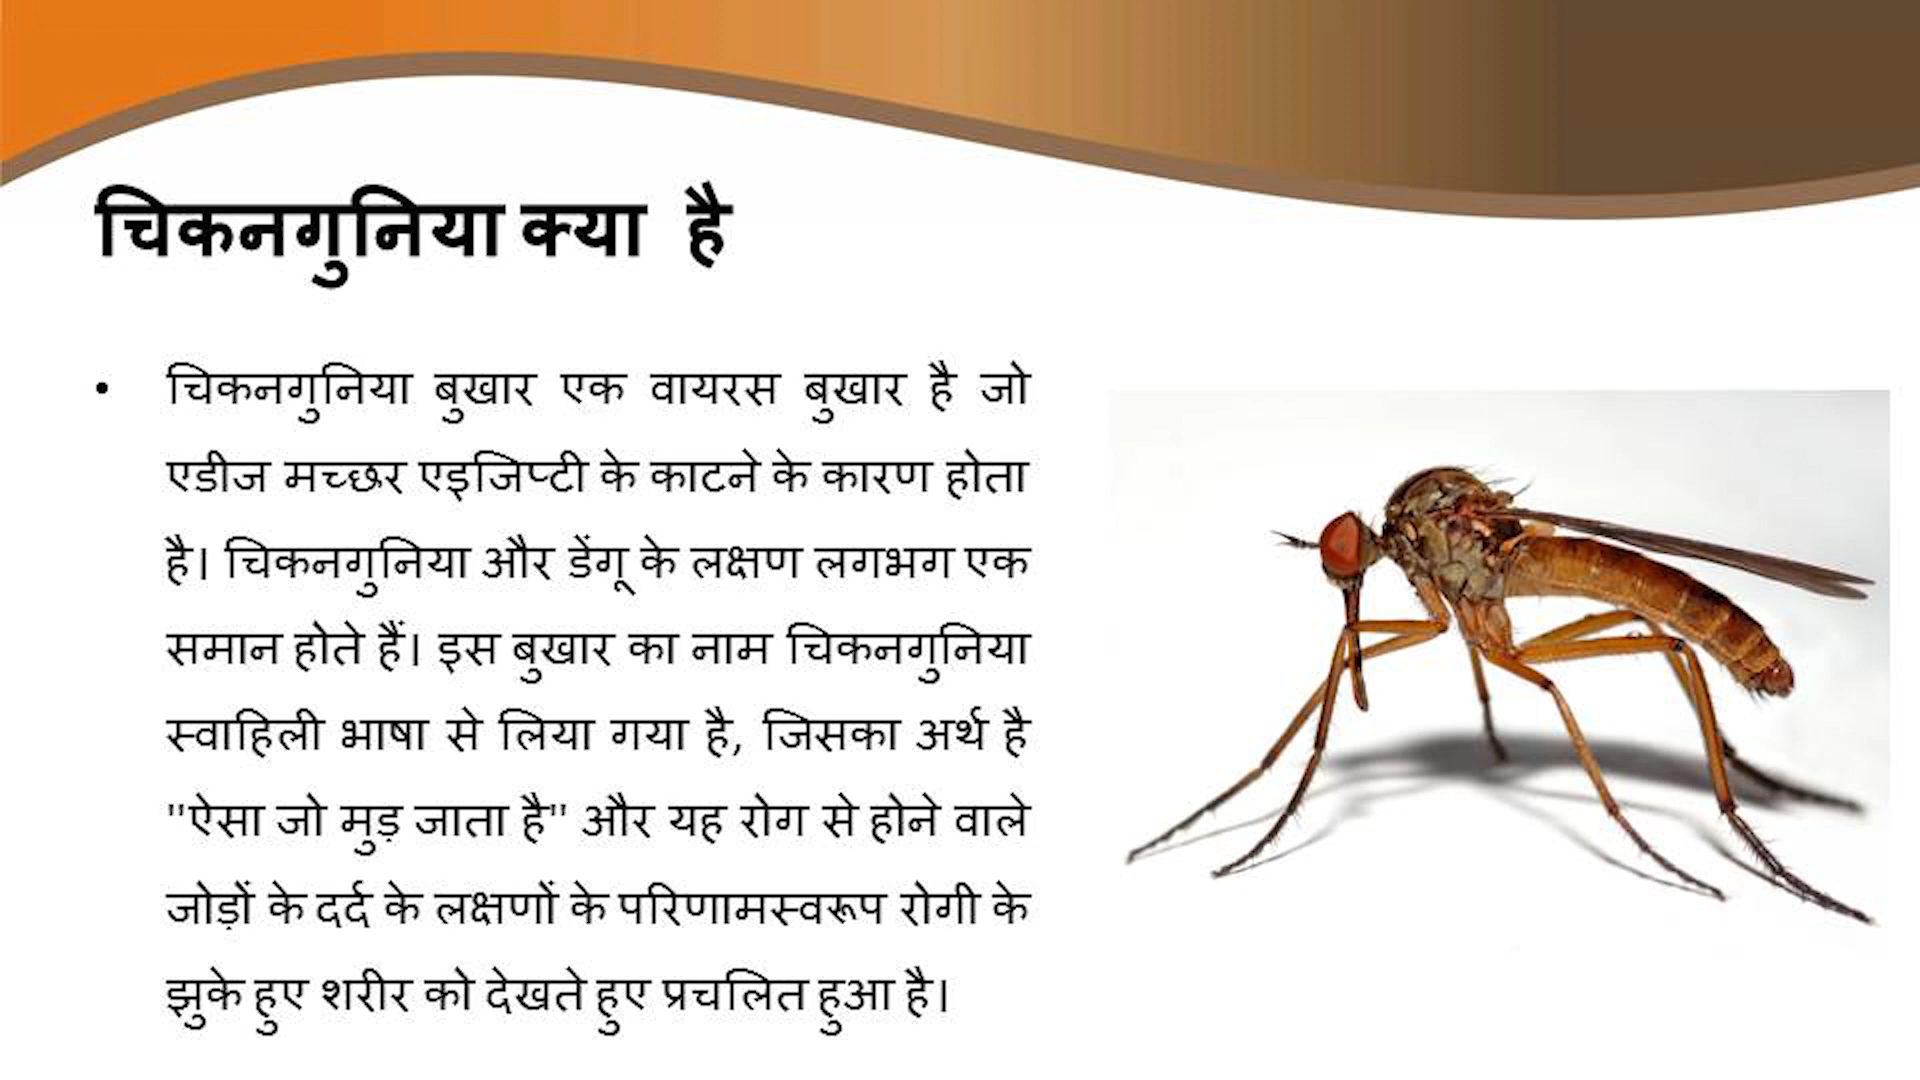 चिकनगुनिया क्या है
• चिकनगुनिया बुखार एक वायरस बुखार है जो
एडीज मच्छर एइजिप्टी के काटने के कारण होता
है। चिकनगुनिया और डेंगू के लक्षण लगभग एक
समान होते हैं। इस बुखार का नाम चिकनगुनिया
स्वाहिली भाषा से लिया गया है, जिसका अर्थ है
"ऐसा जो मुड़ जाता है" और यह रोग से होने वाले
जोड़ों के दर्द के लक्षणों के परिणामस्वरूप रोगी के
झुके हुए शरीर को देखते हुए प्रचलित हुआ है।